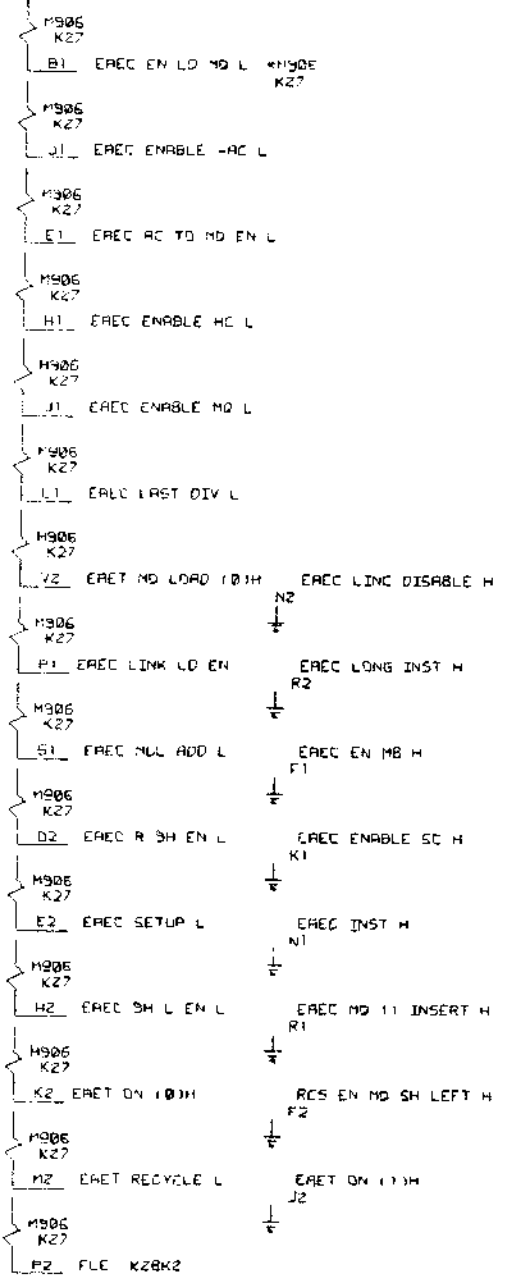 M906
K27
B1 EAEC EN LD MQ L *M906
K27
M906
K27
D1 EAEC ENABLE -AC L
M906
K27
E1 EAEC AC TO MQ EN L
M906
K27
H1 EAEC ENABLE AC L
M906
K27
J1 EAEC ENABLE MQ L
M906
K27
L1 EAEC LAST DIV L
M906
K27
V2 EAET MQ LOAD (0)H EAEC LINC DISABLE H
N2
M906
K27
P1 EAEC LINK LD EN EAEC LONG INST H
R2
M906
K27
S1 EAEC MUL ADD L EAEC EN MB H
F1
M906
K27
D2 EAEC R SH EN L EAEC ENABLE SC H
K1
M906
K27
E2 EAEC SETUP L EAEC INST H
N1
M906
K27
H2 EAEC SH L EN L EAEC MQ 11 INSERT H
R1
M906
K27
K2 EAET ON (0)H RCS EN MQ SH LEFT H
F2
M906
K27
M2 EAET RECYCLE L EAET ON (1)H
J2
M906
K27
P2 FLE K28K2